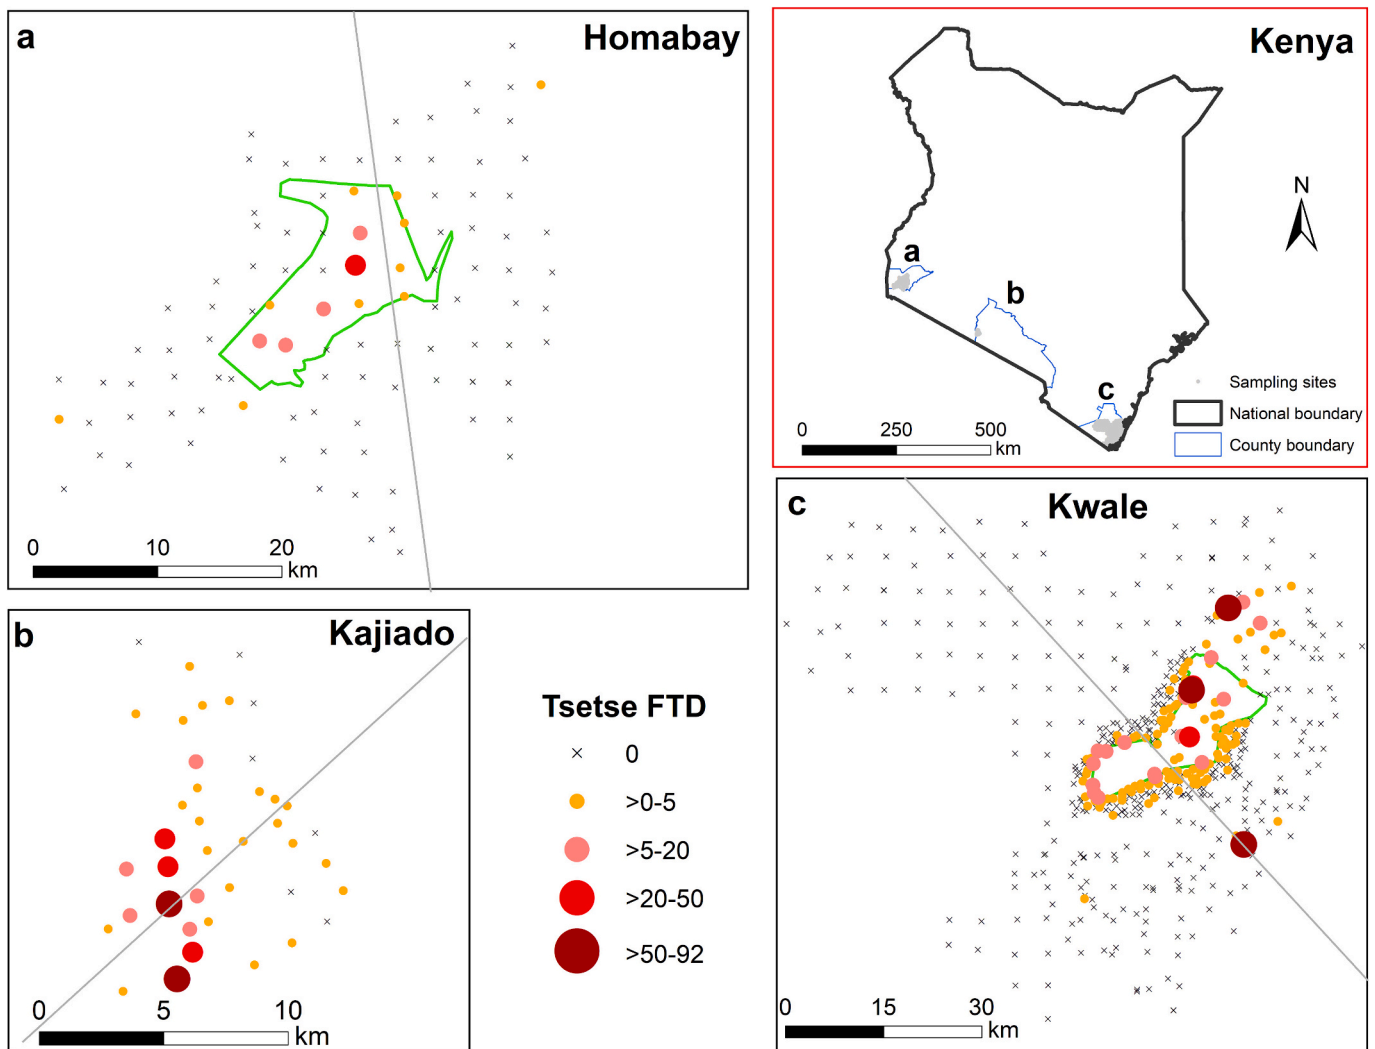 a
Homabay
0 10 20
km
Kenya
N
a
b
c
Sampling sites
National boundary
County boundary
0 250 500
km
b
Kajiado
0 5 10
km
Tsetse FTD
0
>0-5
>5-20
>20-50
>50-92
c
Kwale
0 15 30
km